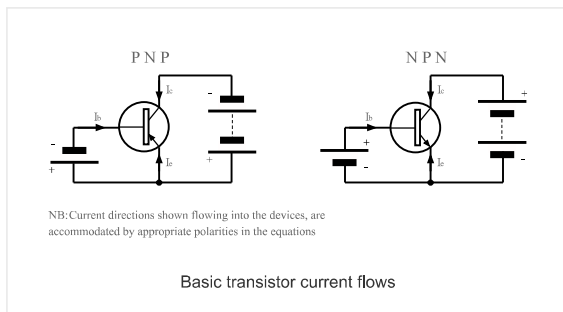 PNP
NPN
-
+
Ic
Ic
Ib
Ib
-
+
+
-
Ie
+
Ie
-
NB:Current directions shown flowing into the devices, are
accommodated by appropriate polarities in the equations
Basic transistor current flows